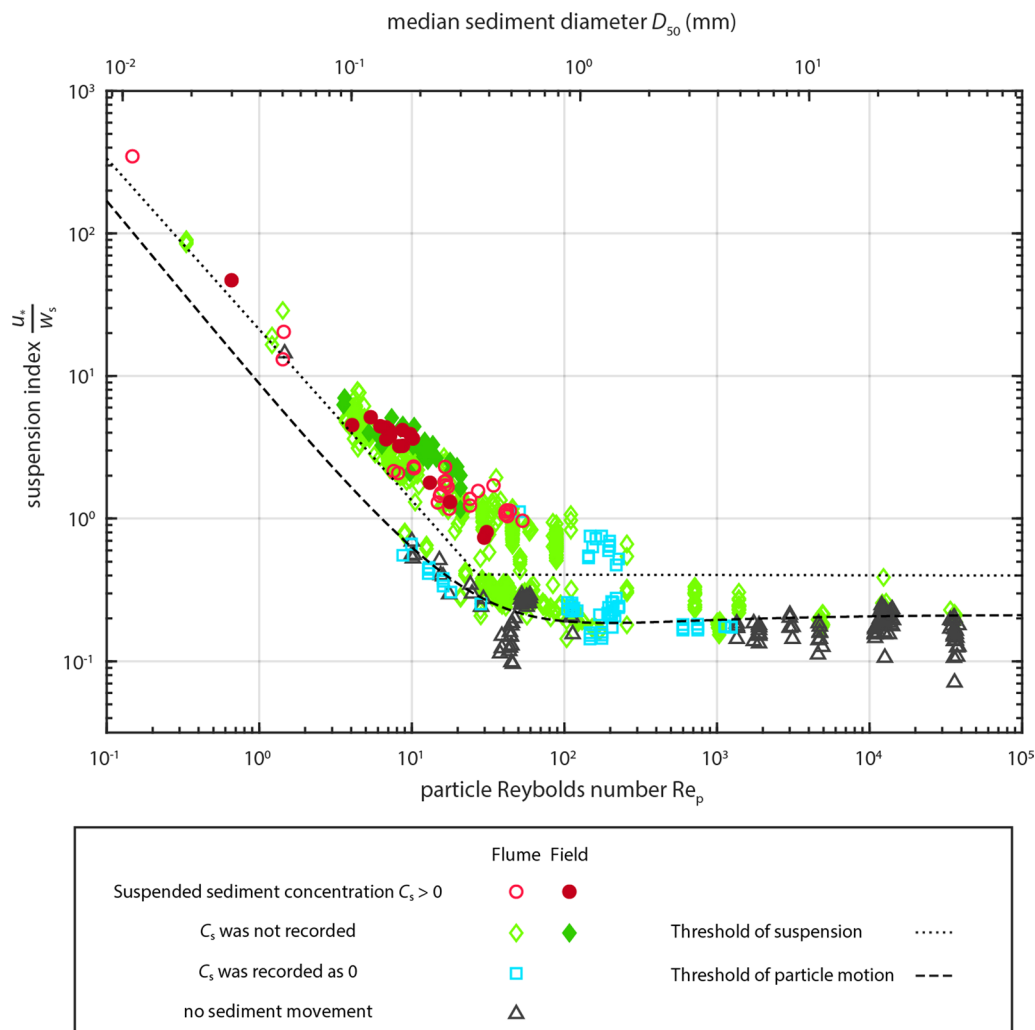 median sediment diameter D₅₀ (mm)
10⁻² 10⁻¹ 10⁰ 10¹
10³
10²
10¹
10⁰
10⁻¹
suspension index u* / wₛ
10⁻¹ 10⁰ 10¹ 10² 10³ 10⁴ 10⁵
particle Reybolds number Reₚ
Flume Field
Suspended sediment concentration Cₛ > 0
Cₛ was not recorded
Threshold of suspension
Cₛ was recorded as 0
Threshold of particle motion
no sediment movement